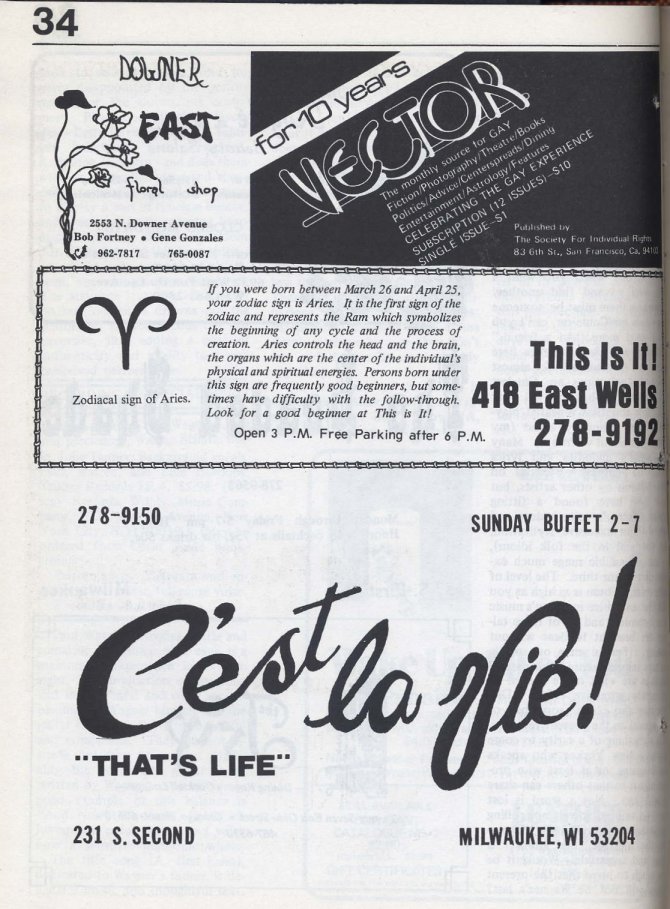 34
DOWNER
EAST
floral shop
2553 N. Downer Avenue
Bob Fortney • Gene Gonzales
962-7817 765-0087
for 10 years
VECTOR
The monthly source for GAY
Fiction/Photography/Theatre/Books
Politics/Advice/Centerspreads/Dining
Entertainment/Astrology/Features
CELEBRATING THE GAY EXPERIENCE
SUBSCRIPTION (12 ISSUES)–$10
SINGLE ISSUE–$1
Published by
The Society For Individual Rights
83 6th St., San Francisco, Ca. 94103
If you were born between March 26 and April 25,
your zodiac sign is Aries. It is the first sign of the
zodiac and represents the Ram which symbolizes
the beginning of any cycle and the process of
creation. Aries controls the head and the brain,
the organs which are the center of the individual's
physical and spiritual energies. Persons born under
this sign are frequently good beginners, but some-
times have difficulty with the follow-through.
Look for a good beginner at This is It!
Zodiacal sign of Aries.
Open 3 P.M. Free Parking after 6 P.M.
This Is It!
418 East Wells
278-9192
278-9150
SUNDAY BUFFET 2-7
C'est la Vie!
"THAT'S LIFE"
231 S. SECOND
MILWAUKEE, WI 53204